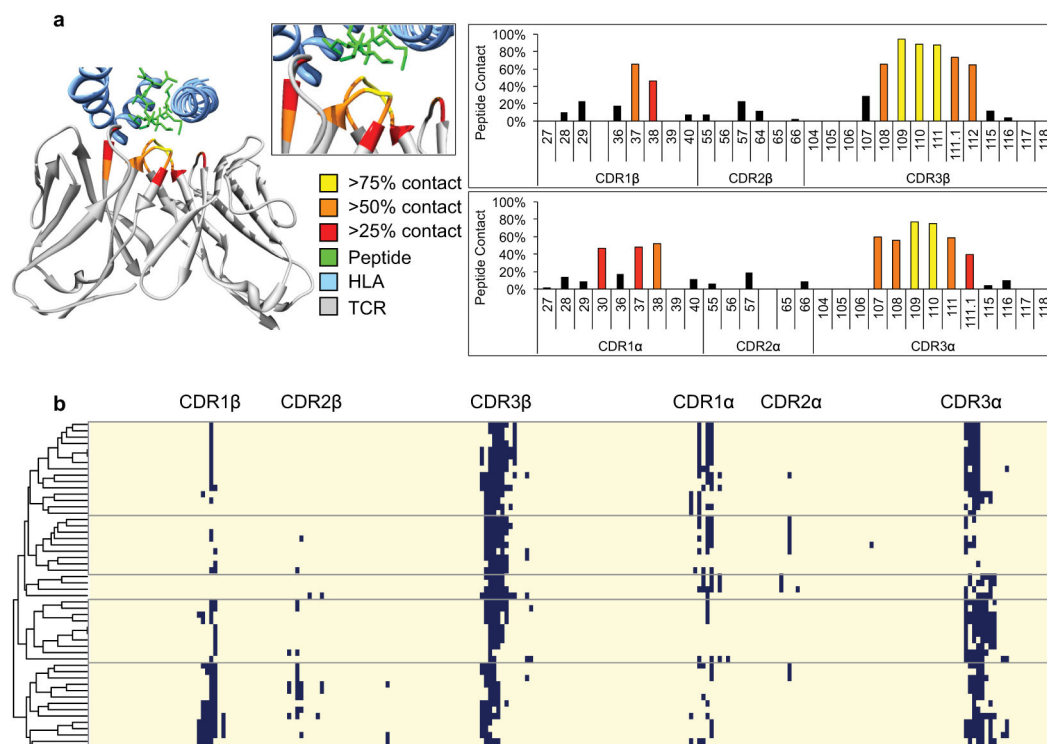 a
>75% contact
>50% contact
>25% contact
Peptide
HLA
TCR
Peptide Contact
100%
80%
60%
40%
20%
0%
27 28 29 36 37 38 39 40 55 56 57 64 65 66 104 105 106 107 108 109 110 111 111.1 112 115 116 117 118
CDR1β CDR2β CDR3β
Peptide Contact
100%
80%
60%
40%
20%
0%
27 28 29 30 36 37 38 39 40 55 56 57 65 66 104 105 106 107 108 109 110 111 111.1 115 116 117 118
CDR1α CDR2α CDR3α
b
CDR1β CDR2β CDR3β CDR1α CDR2α CDR3α